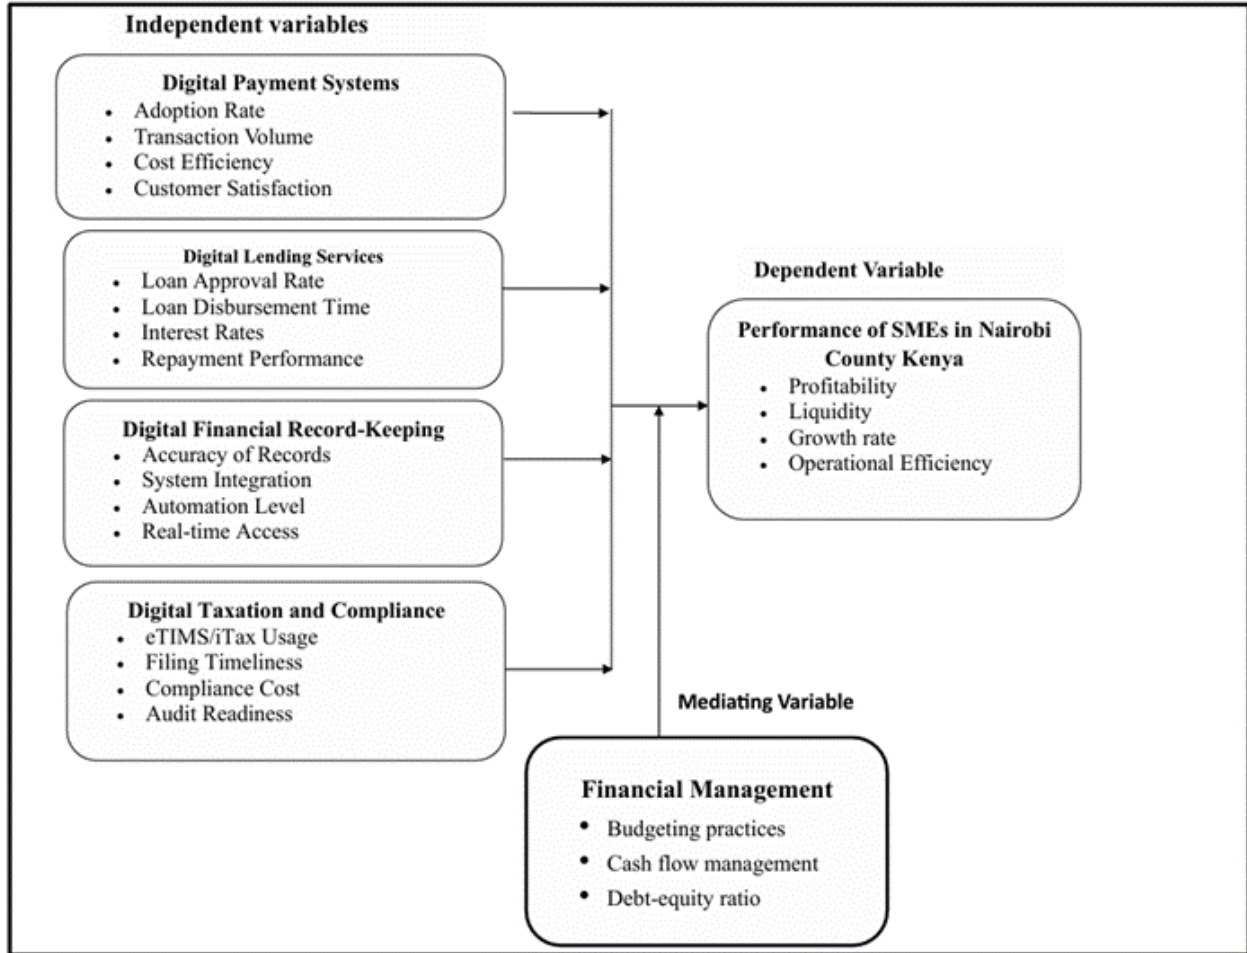 Independent variables
Digital Payment Systems
• Adoption Rate
• Transaction Volume
• Cost Efficiency
• Customer Satisfaction
Digital Lending Services
• Loan Approval Rate
• Loan Disbursement Time
• Interest Rates
• Repayment Performance
Digital Financial Record-Keeping
• Accuracy of Records
• System Integration
• Automation Level
• Real-time Access
Digital Taxation and Compliance
• eTIMS/iTax Usage
• Filing Timeliness
• Compliance Cost
• Audit Readiness
Dependent Variable
Performance of SMEs in Nairobi
County Kenya
• Profitability
• Liquidity
• Growth rate
• Operational Efficiency
Mediating Variable
Financial Management
• Budgeting practices
• Cash flow management
• Debt-equity ratio